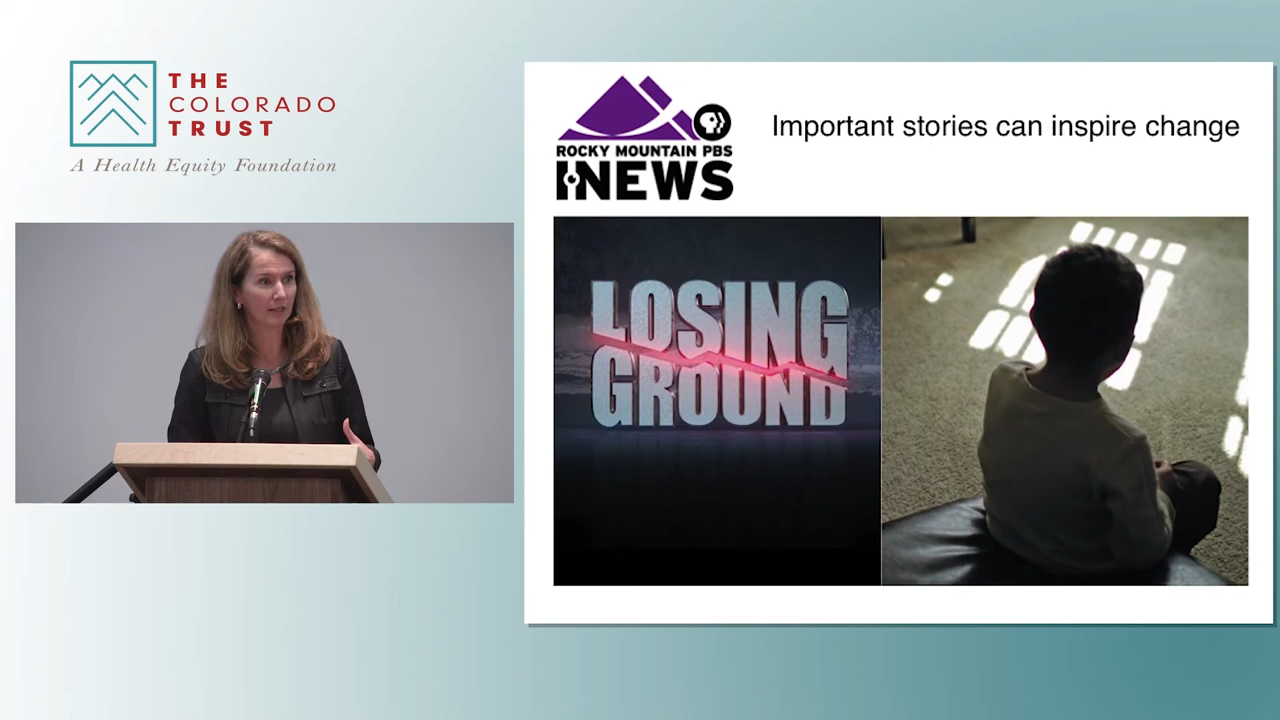 THE
COLORADO
TRUST
A Health Equity Foundation
ROCKY MOUNTAIN PBS
I-NEWS
Important stories can inspire change
LOSING
GROUND